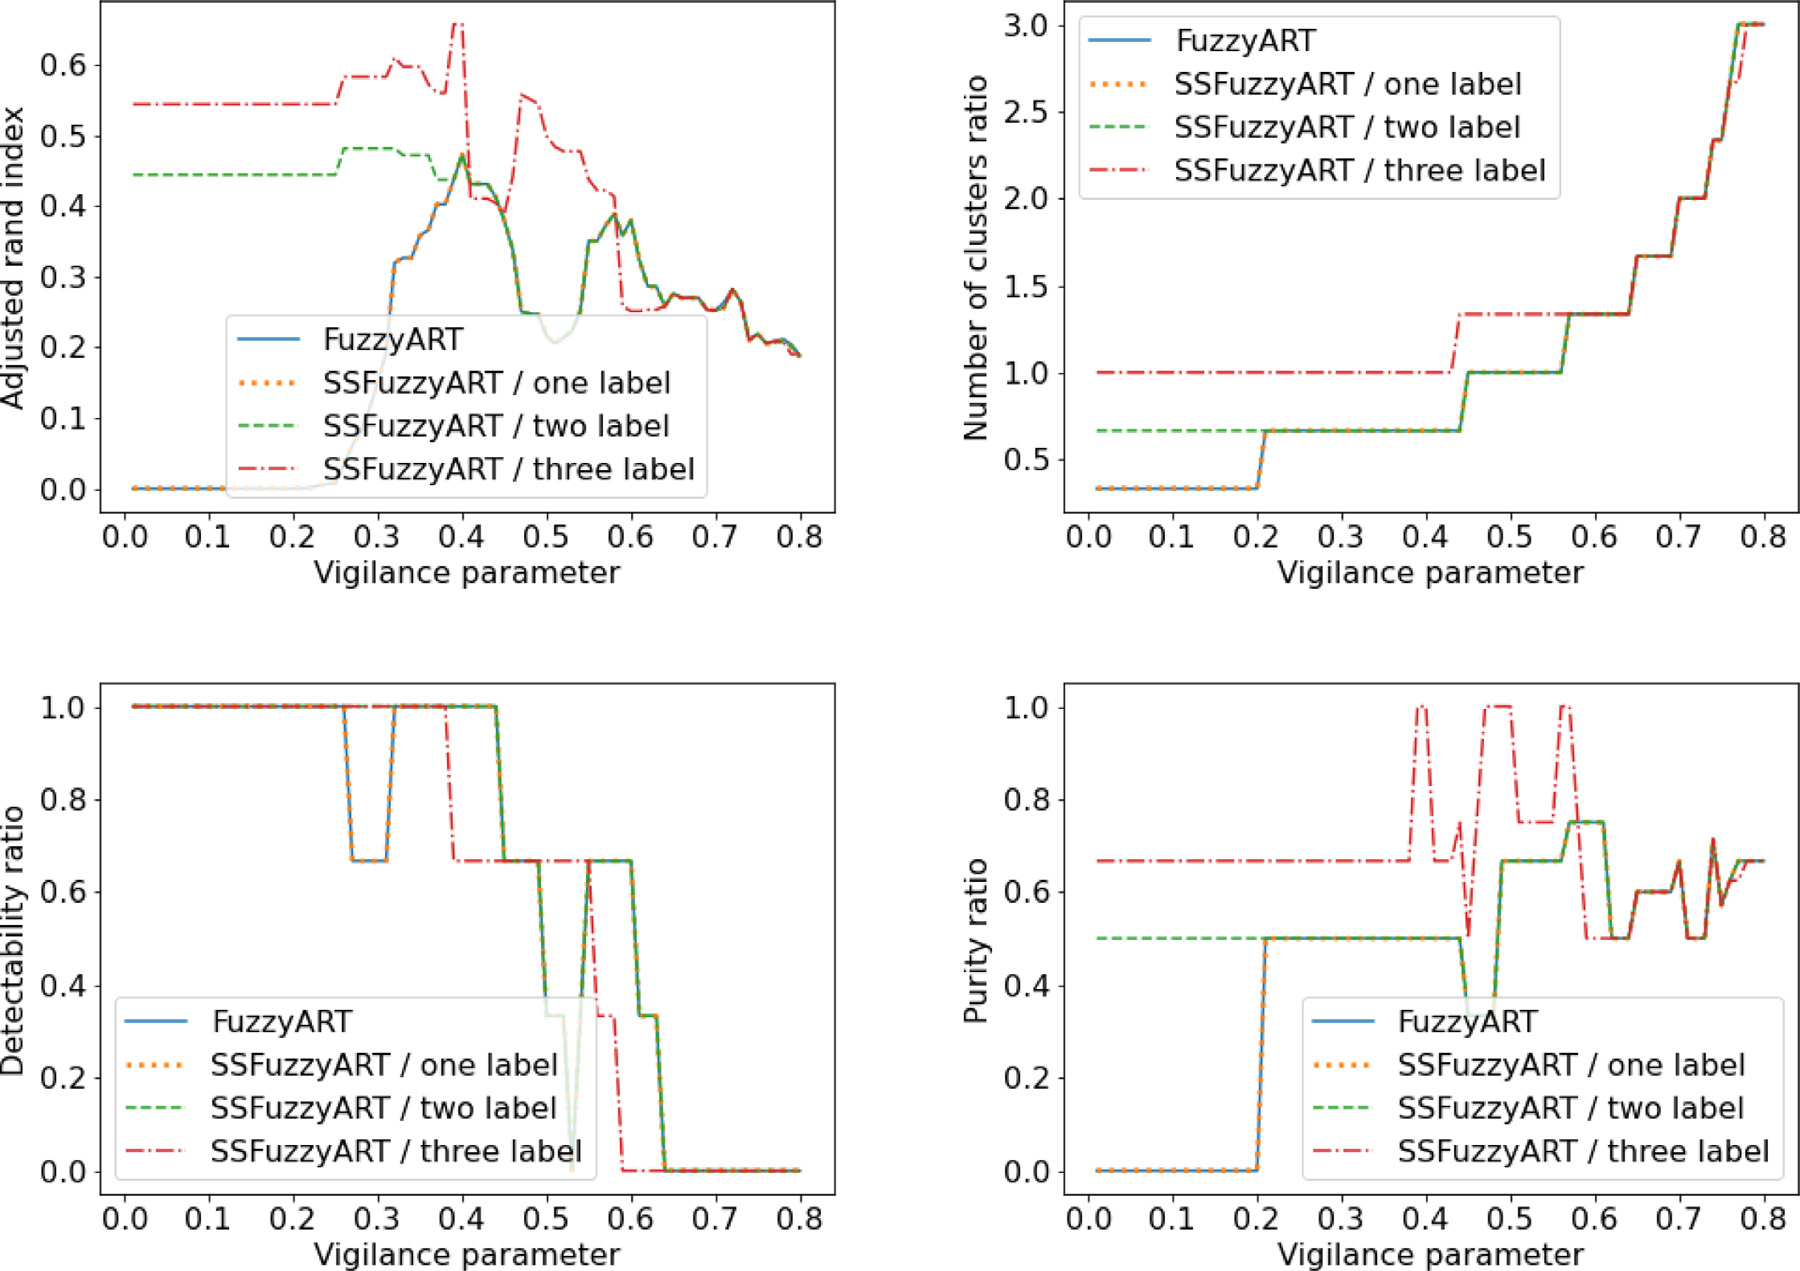 Adjusted rand index
0.6
0.5
0.4
0.3
0.2
0.1
0.0
FuzzyART
SSFuzzyART / one label
SSFuzzyART / two label
SSFuzzyART / three label
0.0 0.1 0.2 0.3 0.4 0.5 0.6 0.7 0.8
Vigilance parameter
Number of clusters ratio
3.0
2.5
2.0
1.5
1.0
0.5
FuzzyART
SSFuzzyART / one label
SSFuzzyART / two label
SSFuzzyART / three label
0.0 0.1 0.2 0.3 0.4 0.5 0.6 0.7 0.8
Vigilance parameter
Detectability ratio
1.0
0.8
0.6
0.4
0.2
0.0
FuzzyART
SSFuzzyART / one label
SSFuzzyART / two label
SSFuzzyART / three label
0.0 0.1 0.2 0.3 0.4 0.5 0.6 0.7 0.8
Vigilance parameter
Purity ratio
1.0
0.8
0.6
0.4
0.2
0.0
FuzzyART
SSFuzzyART / one label
SSFuzzyART / two label
SSFuzzyART / three label
0.0 0.1 0.2 0.3 0.4 0.5 0.6 0.7 0.8
Vigilance parameter